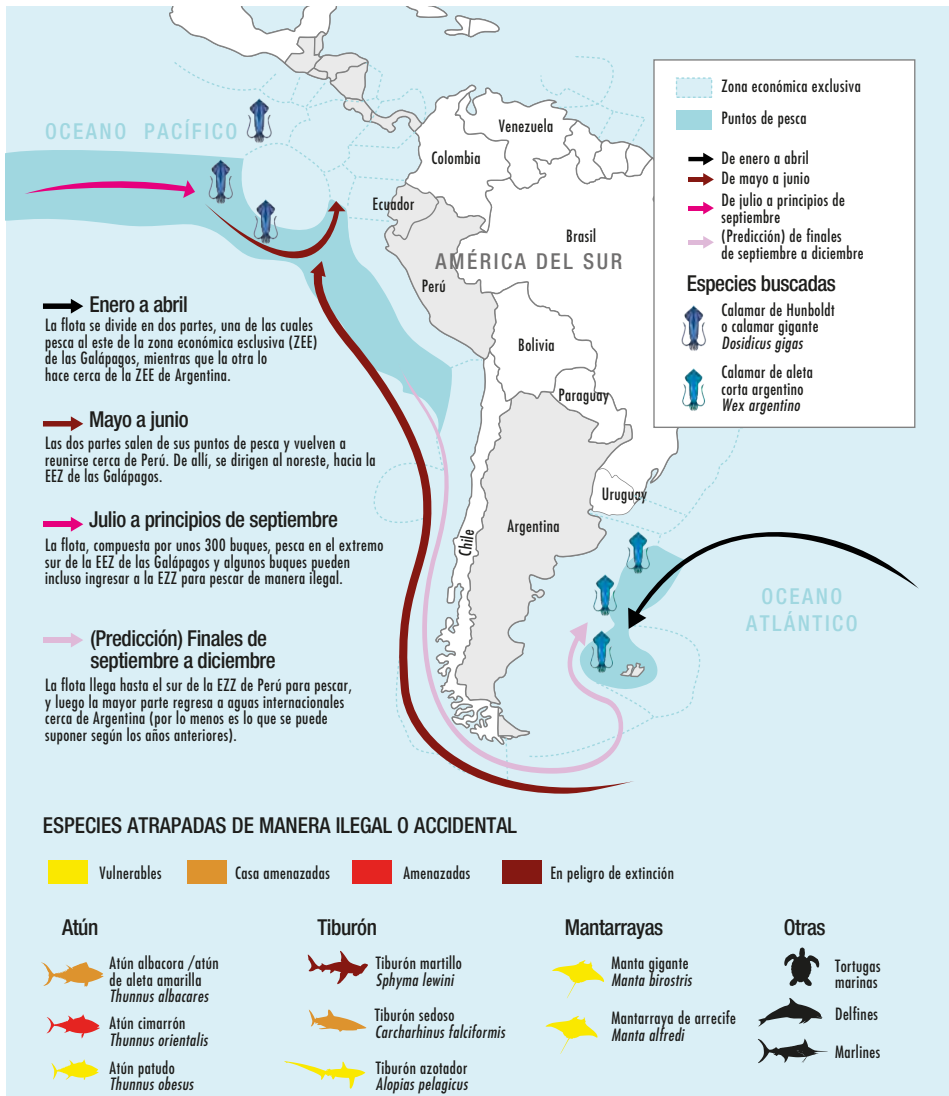 OCEANO PACÍFICO
Venezuela
Colombia
Ecuador
Brasil
AMÉRICA DEL SUR
Perú
Bolivia
Paraguay
Uruguay
Argentina
Chile
OCEANO
ATLÁNTICO
Zona económica exclusiva
Puntos de pesca
De enero a abril
De mayo a junio
De julio a principios de
septiembre
(Predicción) de finales
de septiembre a diciembre
Especies buscadas
Calamar de Hunboldt
o calamar gigante
Dosidicus gigas
Calamar de aleta
corta argentino
Wex argentino
Enero a abril
La flota se divide en dos partes, una de las cuales
pesca al este de la zona económica esclusiva (ZEE)
de las Galápagos, mientras que la otra lo
hace cerca de la ZEE de Argentina.
Mayo a junio
Las dos partes salen de sus puntos de pesca y vuelven a
reunirse cerca de Perú. De allí, se dirigen al noreste, hacia la
EEZ de las Galápagos.
Julio a principios de septiembre
La flota, compuesta por unos 300 buques, pesca en el extremo
sur de la EEZ de las Galápagos y algunos buques pueden
incluso ingresar a la EZZ para pescar de manera ilegal.
(Predicción) Finales de
septiembre a diciembre
La flota llega hasta el sur de la EZZ de Perú para pescar,
y luego la mayor parte regresa a aguas internacionales
cerca de Argentina (por lo menos es lo que se puede
suponer según los años anteriores).
ESPECIES ATRAPADAS DE MANERA ILEGAL O ACCIDENTAL
Vulnerables
Casa amenazadas
Amenazadas
En peligro de extinción
Atún
Atún albacora /atún
de aleta amarilla
Thunnus albacares
Atún cimarrón
Thunnus orientalis
Atún patudo
Thunnus obesus
Tiburón
Tiburón martillo
Sphyma lewini
Tiburón sedoso
Carcharhinus falciformis
Tiburón azotador
Alopias pelagicus
Mantarrayas
Manta gigante
Manta birostris
Mantarraya de arrecife
Manta alfredi
Otras
Tortugas
marinas
Delfines
Marlines